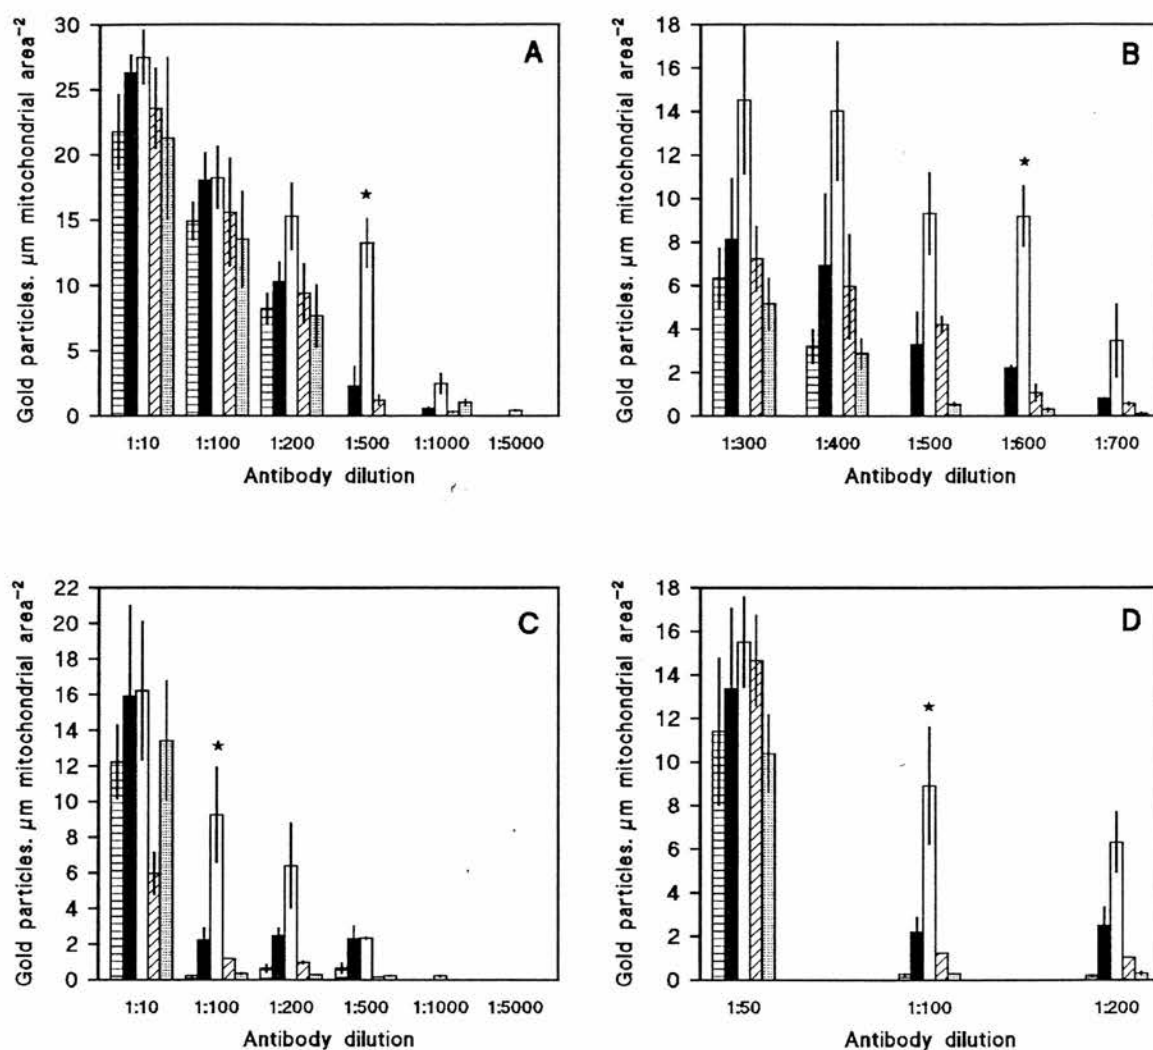 A
Gold particles. µm mitochondrial area⁻²
30
25
20
15
10
5
0
1:10 1:100 1:200 1:500 1:1000 1:5000
Antibody dilution
B
Gold particles. µm mitochondrial area⁻²
18
16
14
12
10
8
6
4
2
0
1:300 1:400 1:500 1:600 1:700
Antibody dilution
C
Gold particles. µm mitochondrial area⁻²
22
20
18
16
14
12
10
8
6
4
2
0
1:10 1:100 1:200 1:500 1:1000 1:5000
Antibody dilution
D
Gold particles. µm mitochondrial area⁻²
18
16
14
12
10
8
6
4
2
0
1:50 1:100 1:200
Antibody dilution